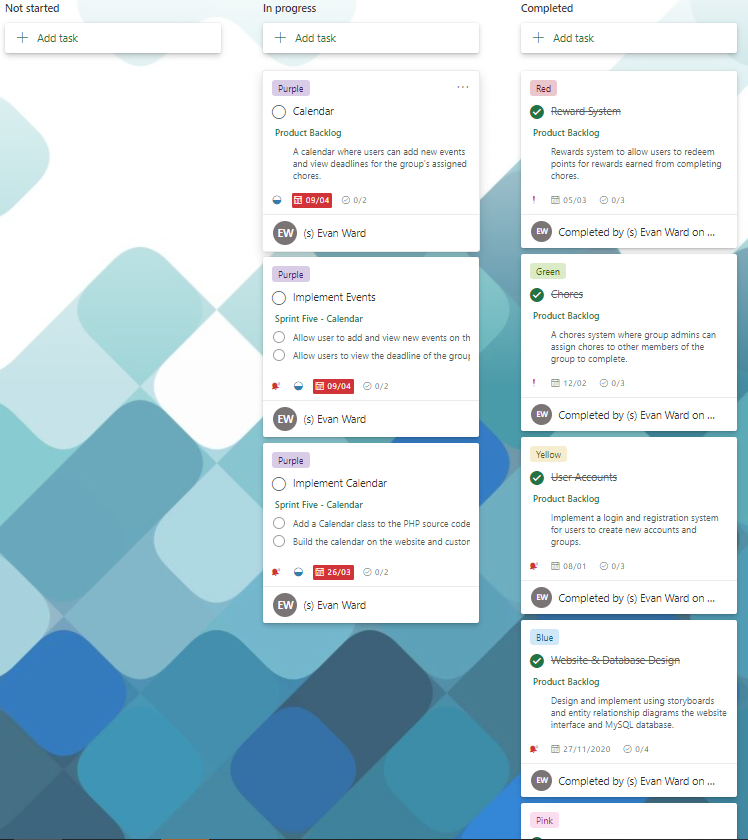 Not started
Add task
In progress
Add task
Purple
Calendar
Product Backlog
A calendar where users can add new events
and view deadlines for the group's assigned
chores.
09/04
0/2
EW
(s) Evan Ward
Purple
Implement Events
Sprint Five - Calendar
Allow user to add and view new events on th
Allow users to view the deadline of the group
09/04
0/2
EW
(s) Evan Ward
Purple
Implement Calendar
Sprint Five - Calendar
Add a Calendar class to the PHP source code
Build the calendar on the website and custon
26/03
0/2
EW
(s) Evan Ward
Completed
Add task
Red
Reward System
Product Backlog
Rewards system to allow users to redeem
points for rewards earned from completing
chores.
05/03
0/3
EW
Completed by (s) Evan Ward on ...
Green
Chores
Product Backlog
A chores system where group admins can
assign chores to other members of the
group to complete.
12/02
0/3
EW
Completed by (s) Evan Ward on ...
Yellow
User Accounts
Product Backlog
Implement a login and registration system
for users to create new accounts and
groups.
08/01
0/3
EW
Completed by (s) Evan Ward on ...
Blue
Website & Database Design
Product Backlog
Design and implement using storyboards
and entity relationship diagrams the website
interface and MySQL database.
27/11/2020
0/4
EW
Completed by (s) Evan Ward on ...
Pink